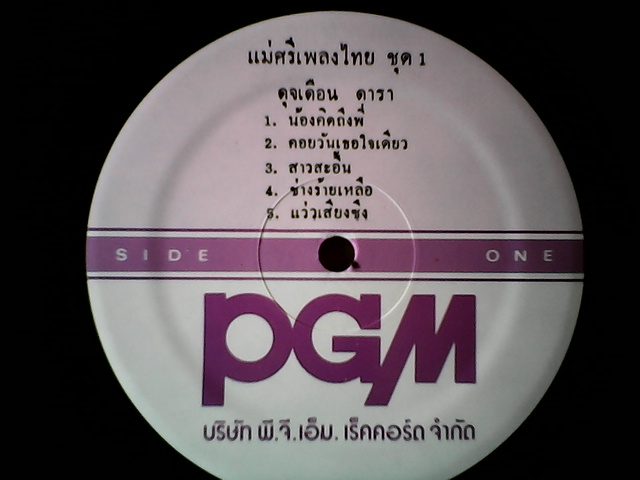 แม่ศรีเพลงไทย ชุด 1
ดุจเดือน ดารา
1. น้องคิดถึงพี่
2. คอยวันเธอใจเดียว
3. สาวสะอื้น
4. ช่างร้ายเหลือ
5. แว่วเสียงซึง
SIDE ONE
PGM
บริษัท พี.จี.เอ็ม. เร็คคอร์ด จำกัด